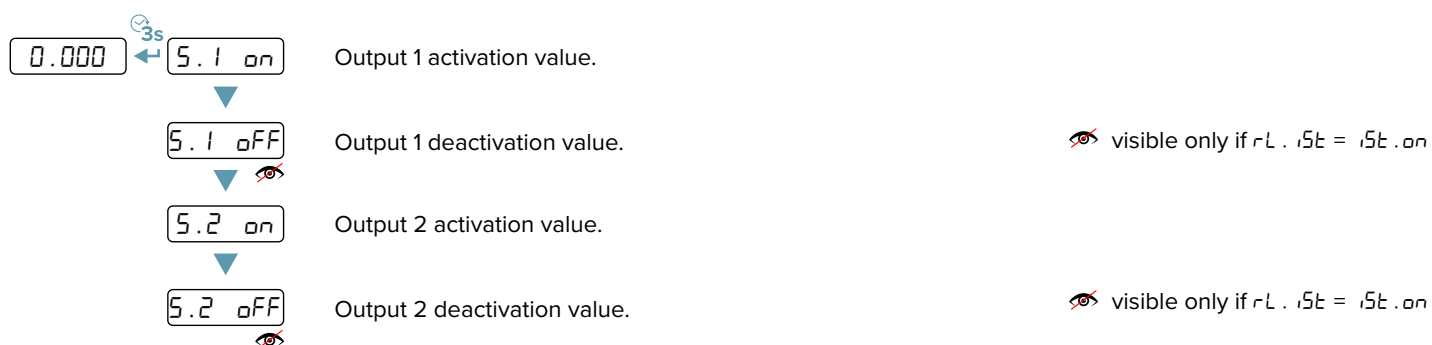 3s
0.000 S.1 on Output 1 activation value.
S.1 oFF Output 1 deactivation value. visible only if rL.iSt = iSt.on
S.2 on Output 2 activation value.
S.2 oFF Output 2 deactivation value. visible only if rL.iSt = iSt.on